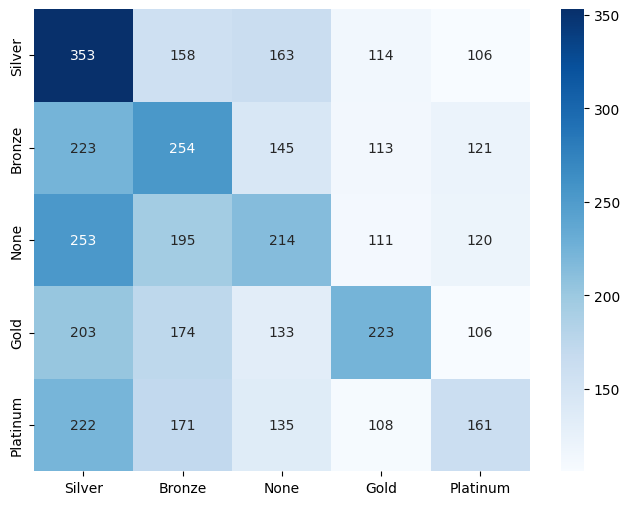 350
Silver 353 158 163 114 106
300
Bronze 223 254 145 113 121
250
None 253 195 214 111 120
200
Gold 203 174 133 223 106
150
Platinum 222 171 135 108 161
Silver Bronze None Gold Platinum